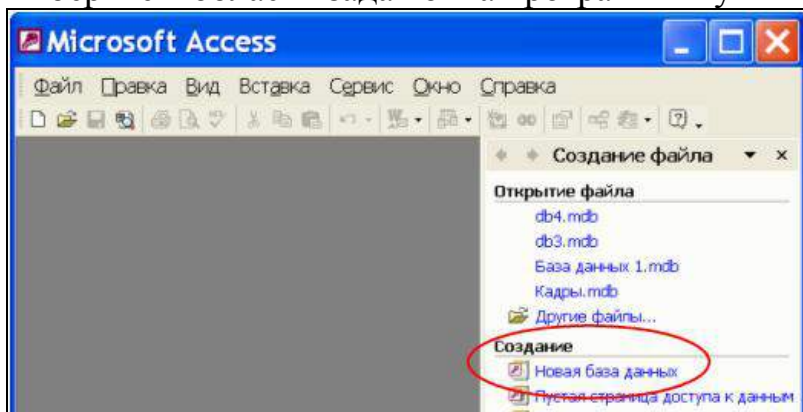 Microsoft Access
Файл Правка Вид Вставка Сервис Окно Справка
Создание файла
Открытие файла
db4.mdb
db3.mdb
База данных 1.mdb
Кадры.mdb
Другие файлы...
Создание
Новая база данных
Пустая страница доступа к данным